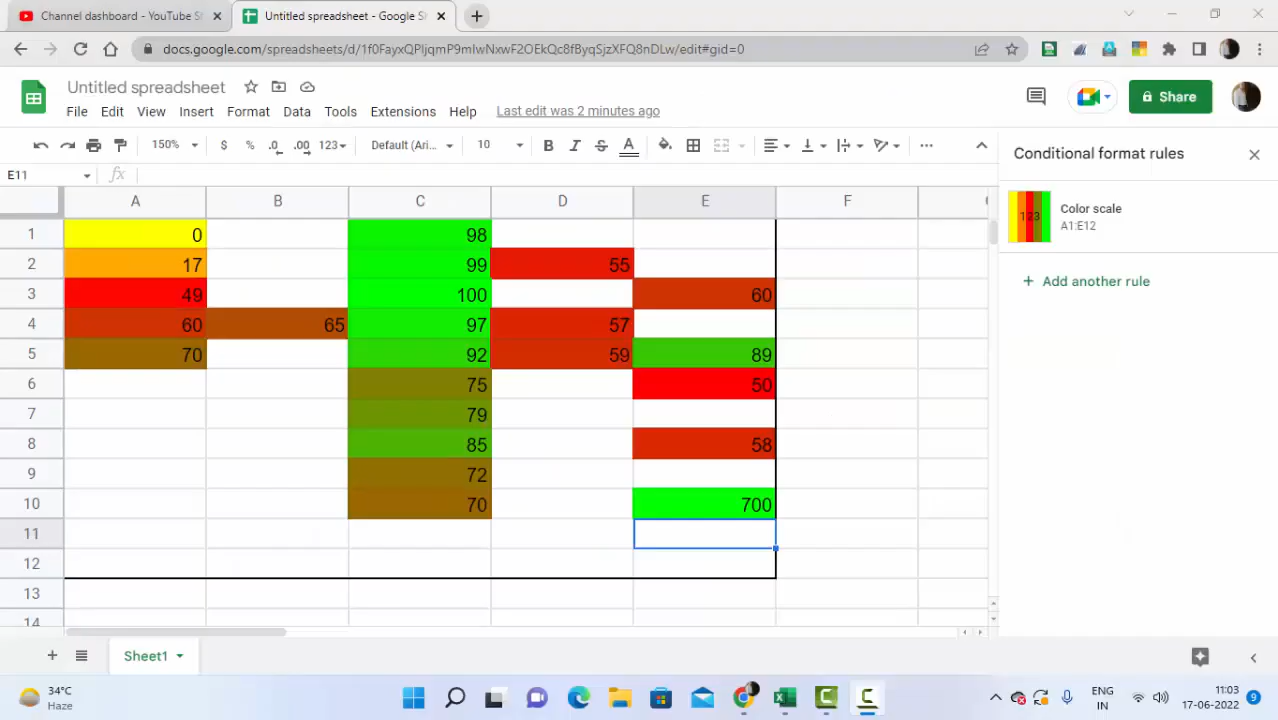 Channel dashboard - YouTube St
Untitled spreadsheet - Google S
docs.google.com/spreadsheets/d/1f0FayxQPIjqmP9mIwNxwF2OEkQc8fByqSjzXFQ8nDLw/edit#gid=0
Untitled spreadsheet
File Edit View Insert Format Data Tools Extensions Help Last edit was 2 minutes ago
Share
150% $ % .0 .00 123 Default (Ari... 10 B I S A
Conditional format rules
E11 fx
A B C D E F
123 Color scale
A1:E12
Add another rule
1 0 98
2 17 99 55
3 49 100 60
4 60 65 97 57
5 70 92 59 89
6 75 50
7 79
8 85 58
9 72
10 70 700
11
12
13
14
Sheet1
34°C
Haze
ENG
IN
11:03
17-06-2022
9